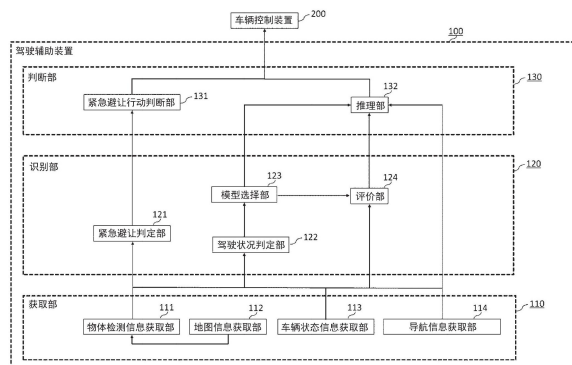 车辆控制装置
200
100
驾驶辅助装置
判断部
130
紧急避让行动判断部
131
132
推理部
识别部
120
123
模型选择部
124
评价部
121
紧急避让判定部
驾驶状况判定部
122
获取部
110
111
物体检测信息获取部
112
地图信息获取部
113
车辆状态信息获取部
114
导航信息获取部